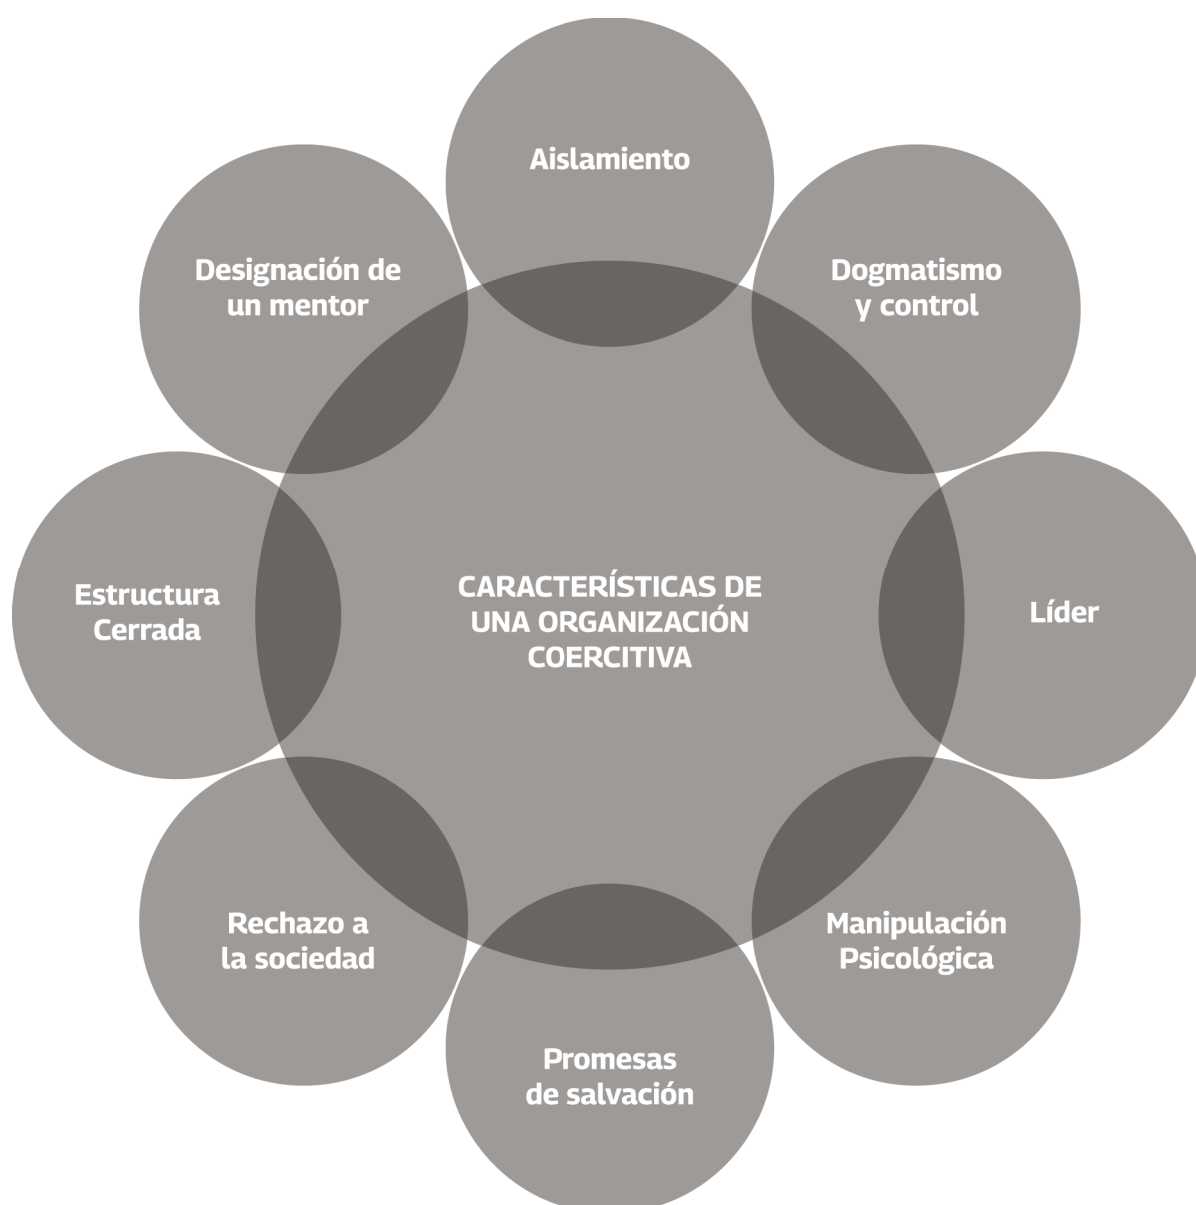 Aislamiento
Designación de
un mentor
Dogmatismo
y control
Estructura
Cerrada
CARACTERÍSTICAS DE
UNA ORGANIZACIÓN
COERCITIVA
Líder
Rechazo a
la sociedad
Manipulación
Psicológica
Promesas
de salvación